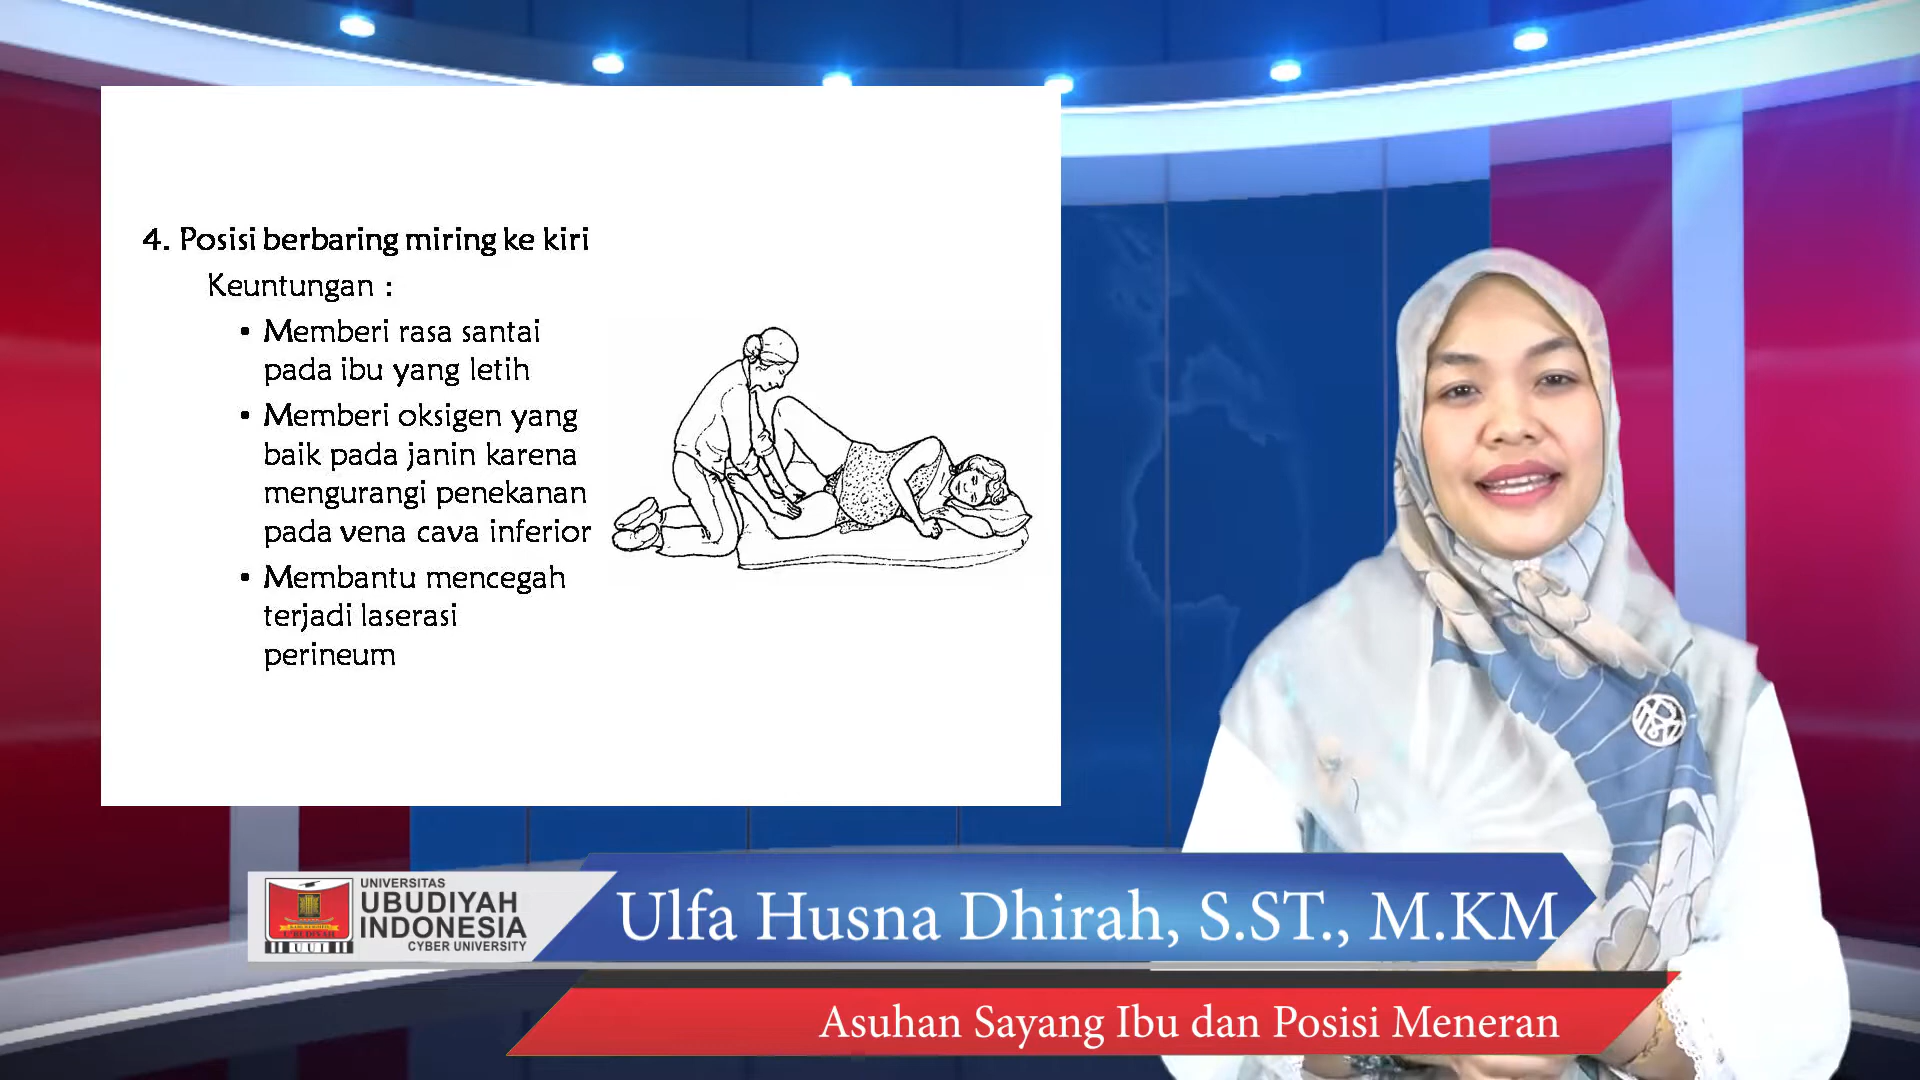 4. Posisi berbaring miring ke kiri
Keuntungan :
• Memberi rasa santai
pada ibu yang letih
• Memberi oksigen yang
baik pada janin karena
mengurangi penekanan
pada vena cava inferior
• Membantu mencegah
terjadi laserasi
perineum
UNIVERSITAS
UBUDIYAH
INDONESIA
CYBER UNIVERSITY
Ulfa Husna Dhirah, S.ST., M.KM
Asuhan Sayang Ibu dan Posisi Meneran